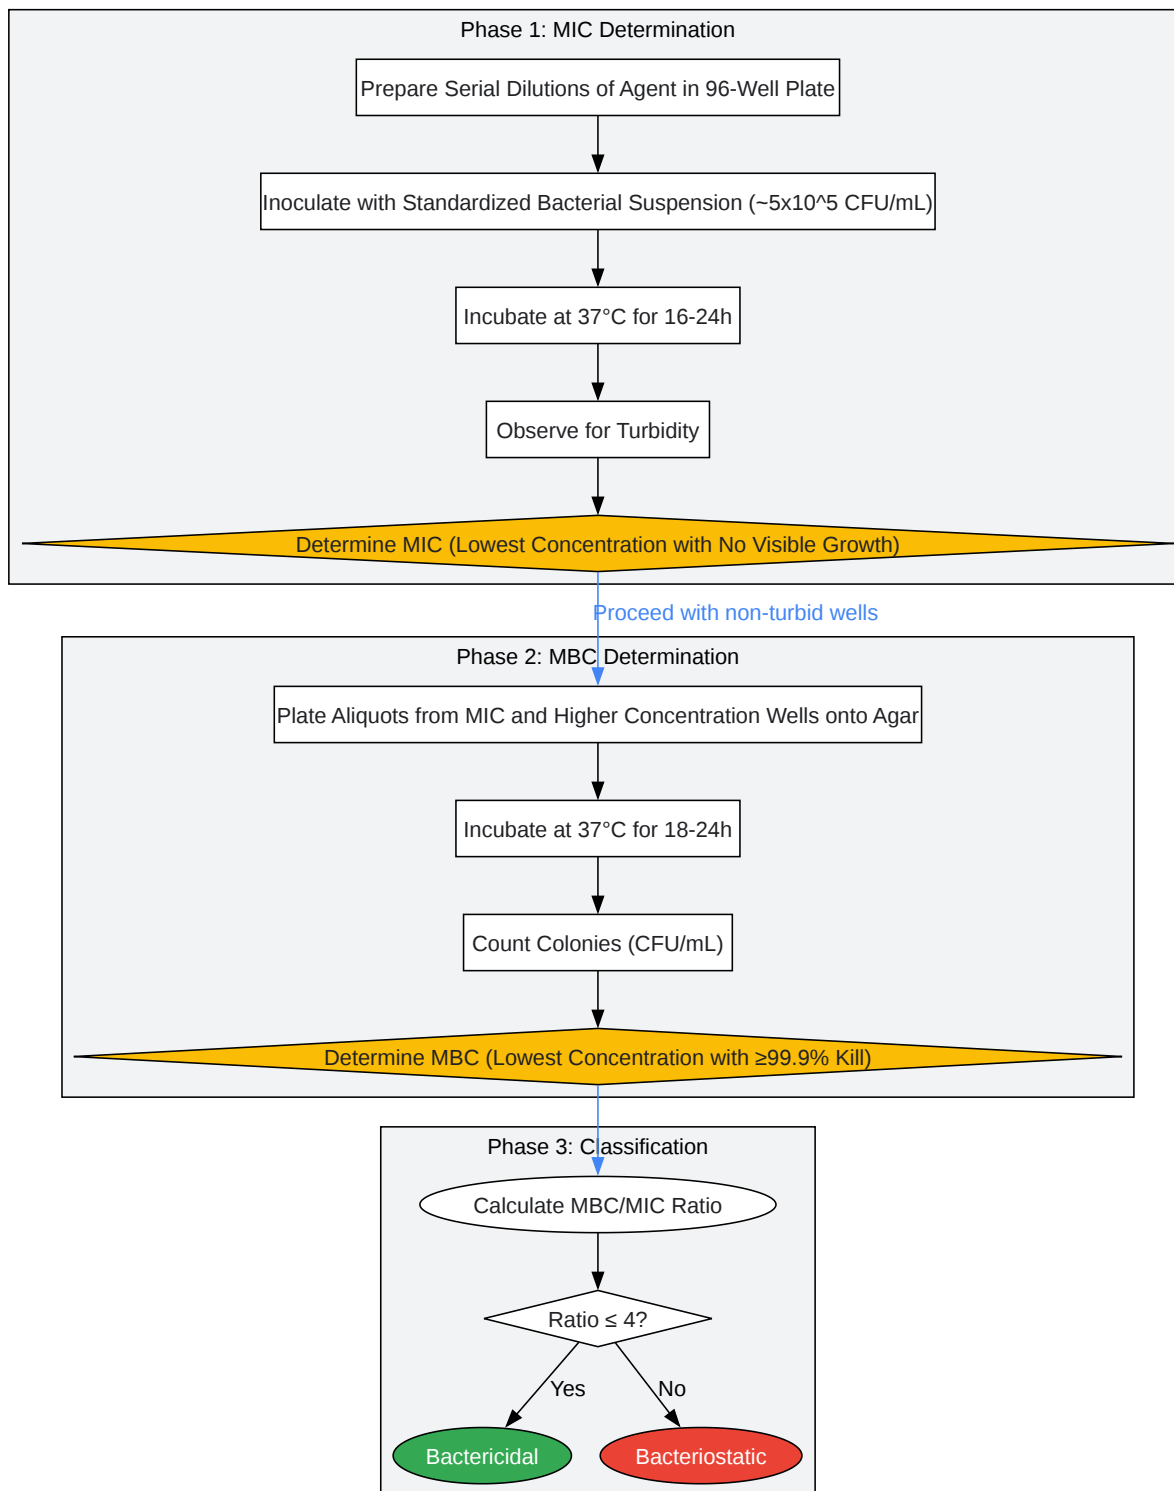 Phase 1: MIC Determination
Prepare Serial Dilutions of Agent in 96-Well Plate
Inoculate with Standardized Bacterial Suspension (~5x10^5 CFU/mL)
Incubate at 37°C for 16-24h
Observe for Turbidity
Determine MIC (Lowest Concentration with No Visible Growth)
Proceed with non-turbid wells
Phase 2: MBC Determination
Plate Aliquots from MIC and Higher Concentration Wells onto Agar
Incubate at 37°C for 18-24h
Count Colonies (CFU/mL)
Determine MBC (Lowest Concentration with ≥99.9% Kill)
Phase 3: Classification
Calculate MBC/MIC Ratio
Ratio ≤ 4?
Yes
No
Bactericidal
Bacteriostatic